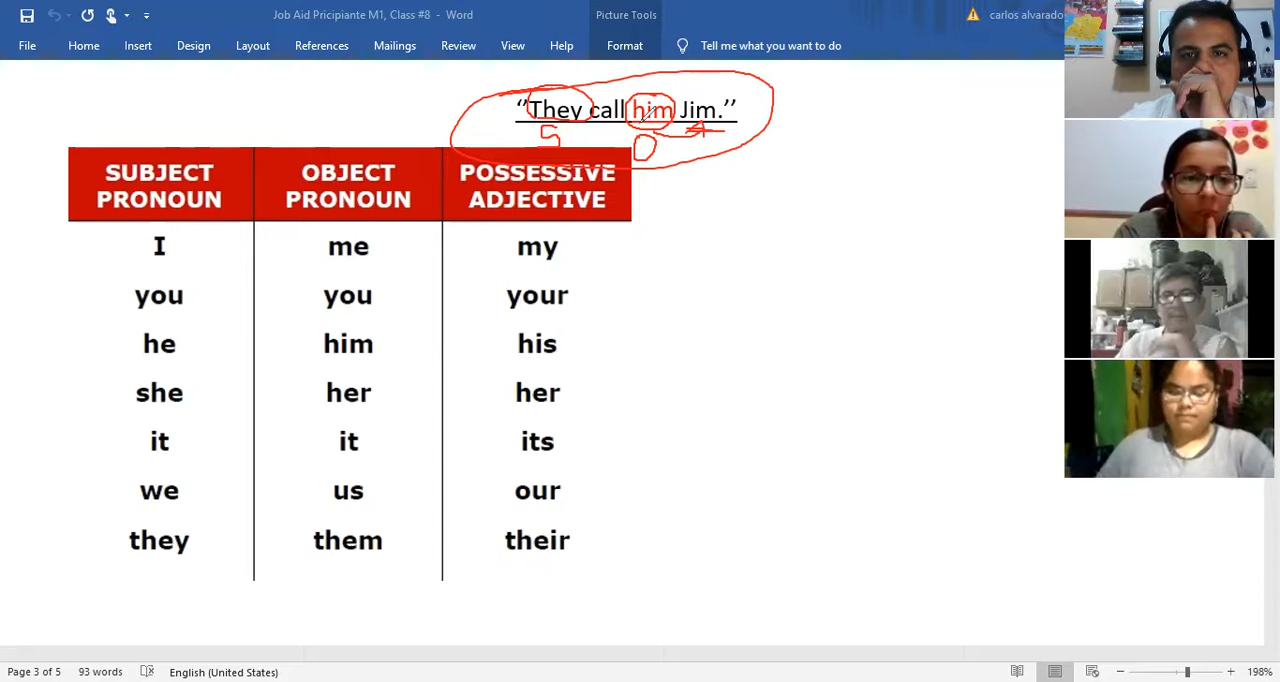 Job Aid Pricipiante M1, Class #8 - Word
Picture Tools
carlos alvarado
File Home Insert Design Layout References Mailings Review View Help Format Tell me what you want to do
‘’They call him Jim.’’
S O
SUBJECT PRONOUN OBJECT PRONOUN POSSESSIVE ADJECTIVE
I me my
you you your
he him his
she her her
it it its
we us our
they them their
Page 3 of 5 93 words English (United States) 198%